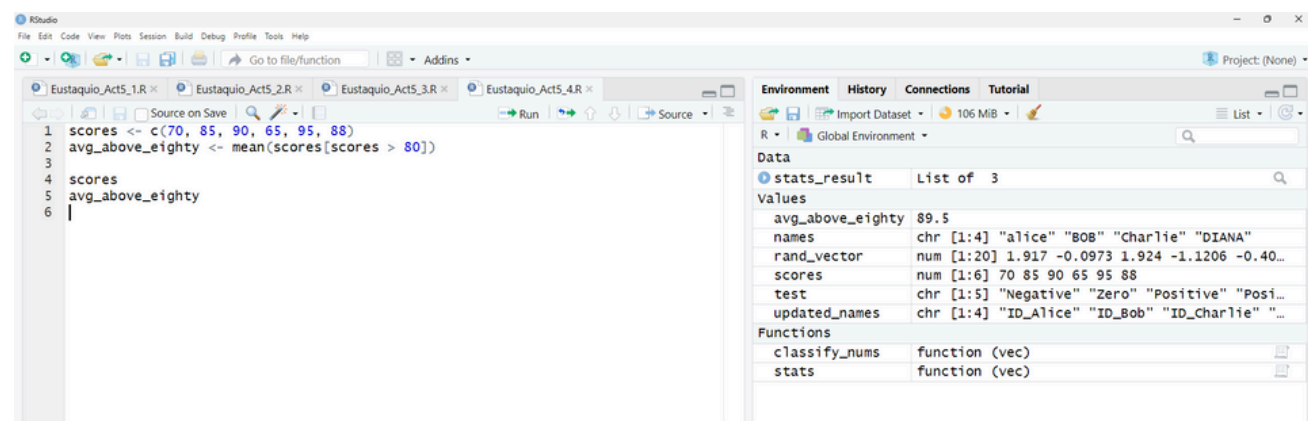 RStudio
File Edit Code View Plots Session Build Debug Profile Tools Help
Go to file/function Addins Project: (None)
Eustaquio_Act5_1.R Eustaquio_Act5_2.R Eustaquio_Act5_3.R Eustaquio_Act5_4.R
Source on Save Run Source
1 scores <- c(70, 85, 90, 65, 95, 88)
2 avg_above_eighty <- mean(scores[scores > 80])
3
4 scores
5 avg_above_eighty
6
Environment History Connections Tutorial
Import Dataset 106 MiB List
R Global Environment
Data
stats_result List of 3
Values
avg_above_eighty 89.5
names chr [1:4] "alice" "BOB" "Charlie" "DIANA"
rand_vector num [1:20] 1.917 -0.0973 1.924 -1.1206 -0.40…
scores num [1:6] 70 85 90 65 95 88
test chr [1:5] "Negative" "Zero" "Positive" "Posi…
updated_names chr [1:4] "ID_Alice" "ID_Bob" "ID_Charlie" "…
Functions
classify_nums function (vec)
stats function (vec)